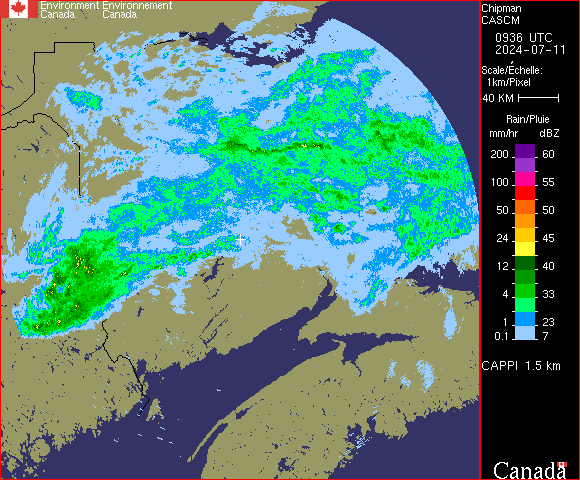 Environment Environnement
Canada Canada
Chipman
CASCM
0936 UTC
2024-07-11
Scale/Échelle:
1km/Pixel
40 KM
Rain/Pluie
mm/hr dBZ
200 60
100 55
50 50
24 45
12 40
4 33
1 23
0.1 7
CAPPI 1.5 km
Canada